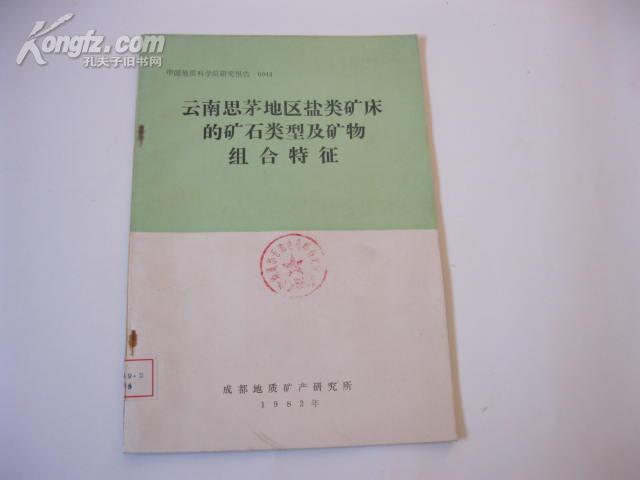 Kongfz.com
孔夫子旧书网
中国地质科学院研究报告 0044
云南思茅地区盐类矿床
的矿石类型及矿物
组合特征
成都地质矿产研究所
1982年